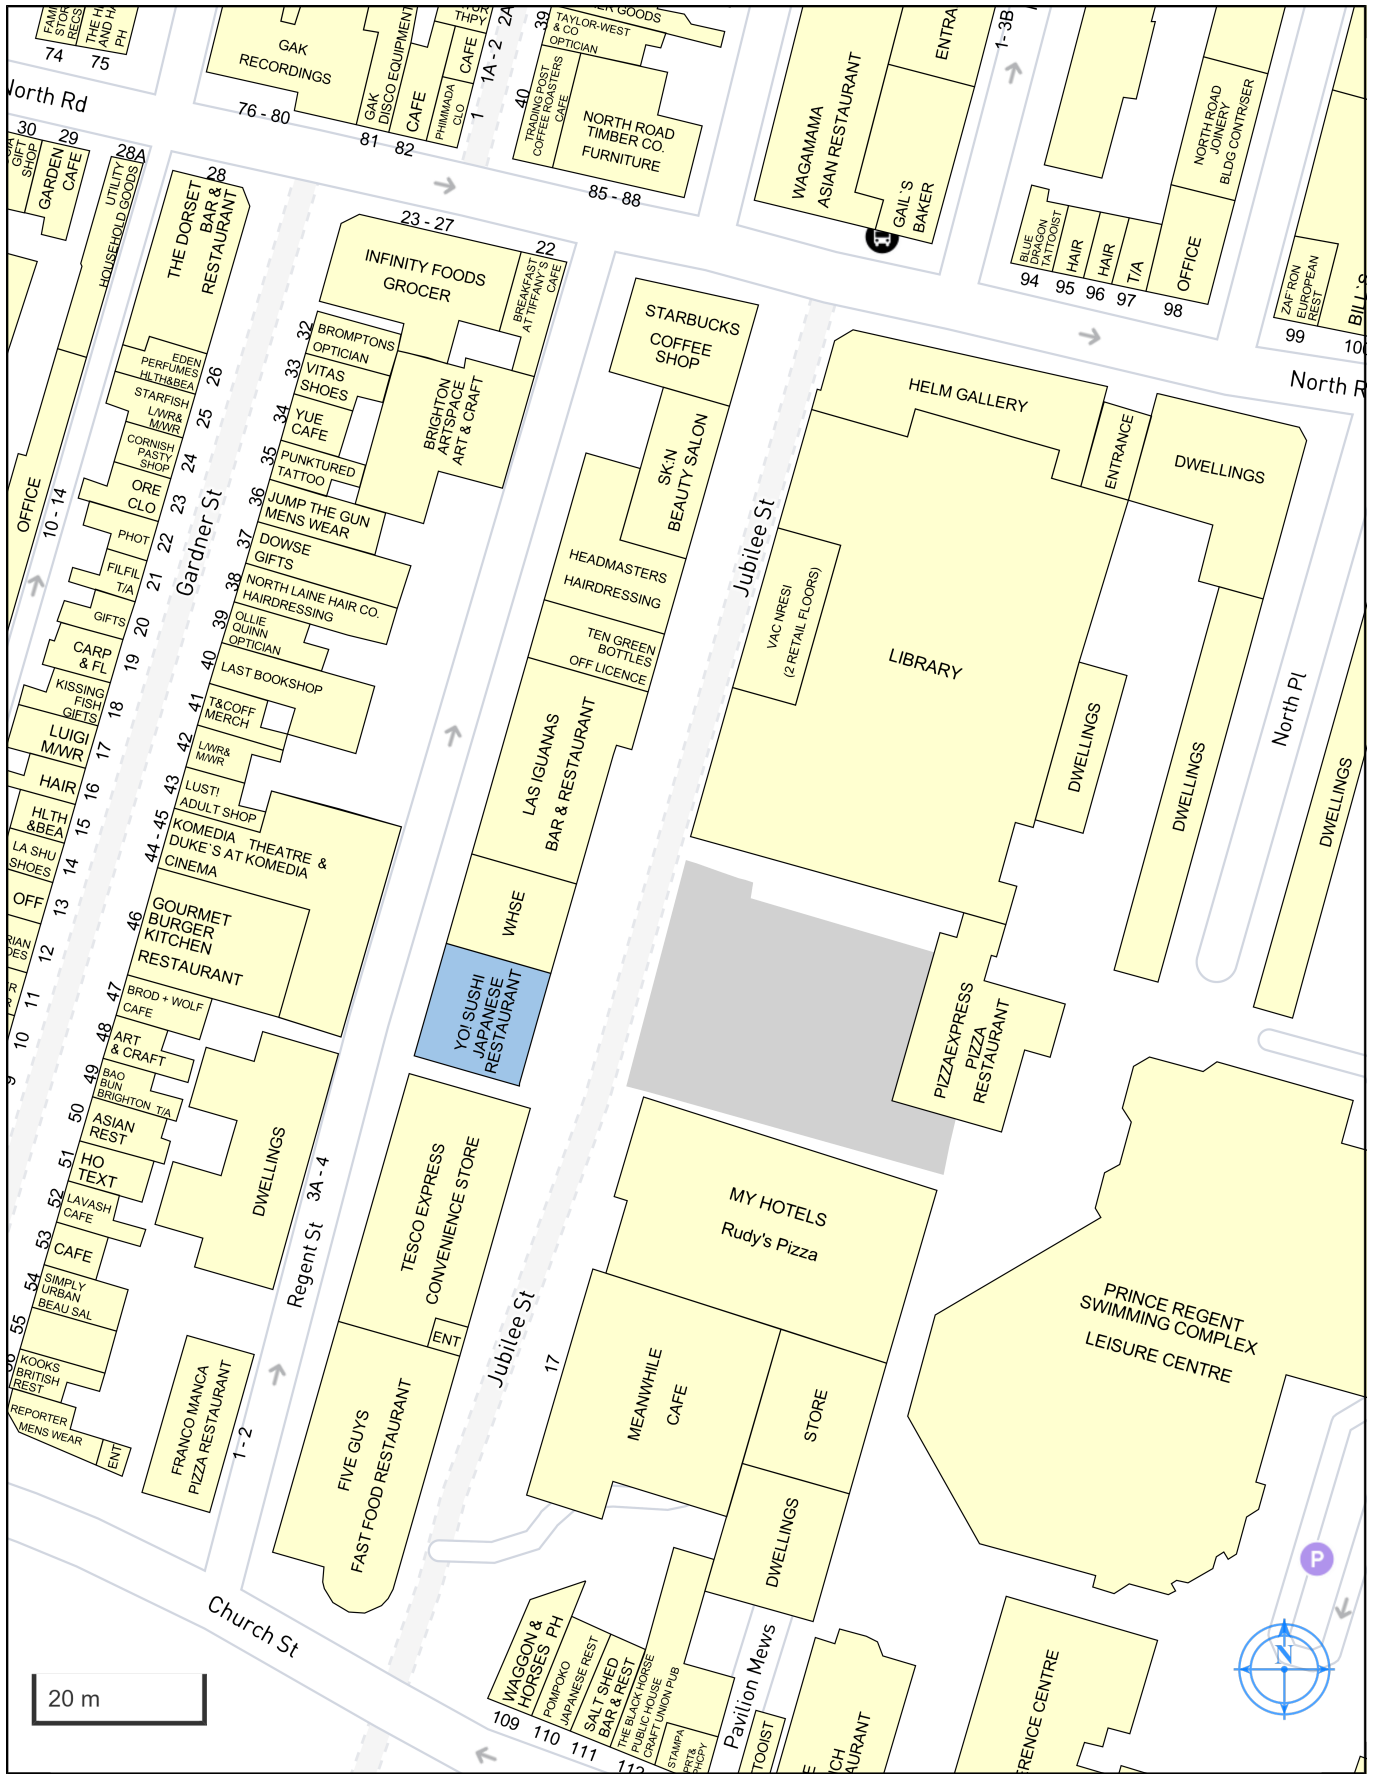 74
75
GAK
RECORDINGS
GAK
DISCO EQUIPMENT
CAFE
CAFE
PHIMMADA
CLO
THPY
1A - 2
2A
1
39
40
TAYLOR-WEST
& CO
OPTICIAN
TRADING POST
COFFEE ROASTERS
CAFE
NORTH ROAD
TIMBER CO.
FURNITURE
WAGAMAMA
ASIAN RESTAURANT
GAIL'S
BAKER
1- 3B
NORTH ROAD
JOINERY
BLDG CONTR/SER
BLUE
DRAGON
TATTOOIST
HAIR
HAIR
T/A
OFFICE
94
95
96
97
98
ZAF'RON
EUROPEAN
REST
99
North Rd
76 - 80
81
82
85 - 88
30
29
28A
28
GIFT
SHOP
GARDEN
CAFE
UTILITY
HOUSEHOLD GOODS
THE DORSET
BAR &
RESTAURANT
23 - 27
22
INFINITY FOODS
GROCER
BREAKFAST
AT TIFFANY'S
CAFE
STARBUCKS
COFFEE
SHOP
HELM GALLERY
ENTRANCE
DWELLINGS
EDEN
PERFUMES
HLTH&BEA
26
STARFISH
L/WR&
M/WR
25
CORNISH
PASTY
SHOP
24
ORE
CLO
23
PHOT
22
FILFIL
T/A
21
GIFTS
20
CARP
& FL
19
KISSING
FISH
GIFTS
18
LUIGI
M/WR
17
HAIR
16
HLTH
&BEA
15
LA SHU
SHOES
14
OFF
13
12
11
10
9
OFFICE
10 - 14
Gardner St
32
BROMPTONS
OPTICIAN
33
VITAS
SHOES
34
YUE
CAFE
35
PUNKTURED
TATTOO
36
JUMP THE GUN
MENS WEAR
37
DOWSE
GIFTS
38
NORTH LAINE HAIR CO.
HAIRDRESSING
39
OLLIE
QUINN
OPTICIAN
40
LAST BOOKSHOP
41
T&COFF
MERCH
42
L/WR&
M/WR
43
LUST!
ADULT SHOP
44 - 45
KOMEDIA THEATRE &
DUKE'S AT KOMEDIA
CINEMA
46
GOURMET
BURGER
KITCHEN
RESTAURANT
47
BROD + WOLF
CAFE
48
ART
& CRAFT
49
BAO
BUN
BRIGHTON T/A
50
ASIAN
REST
51
HO
TEXT
52
LAVASH
CAFE
53
CAFE
54
SIMPLY
URBAN
BEAU SAL
55
KOOKS
BRITISH
REST
REPORTER
MENS WEAR
ENT
BRIGHTON
ARTSPACE
ART & CRAFT
SK:N
BEAUTY SALON
HEADMASTERS
HAIRDRESSING
TEN GREEN
BOTTLES
OFF LICENCE
LAS IGUANAS
BAR & RESTAURANT
WHSE
YO! SUSHI
JAPANESE
RESTAURANT
TESCO EXPRESS
CONVENIENCE STORE
ENT
FIVE GUYS
FAST FOOD RESTAURANT
DWELLINGS
3A - 4
Regent St
FRANCO MANCA
PIZZA RESTAURANT
1 - 2
Jubilee St
VAC NRESI
(2 RETAIL FLOORS)
LIBRARY
DWELLINGS
DWELLINGS
North Pl
DWELLINGS
PIZZAEXPRESS
PIZZA
RESTAURANT
MY HOTELS
Rudy's Pizza
17
Jubilee St
MEANWHILE
CAFE
STORE
DWELLINGS
PRINCE REGENT
SWIMMING COMPLEX
LEISURE CENTRE
P
N
Church St
20 m
WAGGON &
HORSES PH
109
POMPOKO
JAPANESE REST
110
SALT SHED
BAR & REST
111
THE BLACK HORSE
PUBLIC HOUSE
CRAFT UNION PUB
112
STAMPA
Pavilion Mews